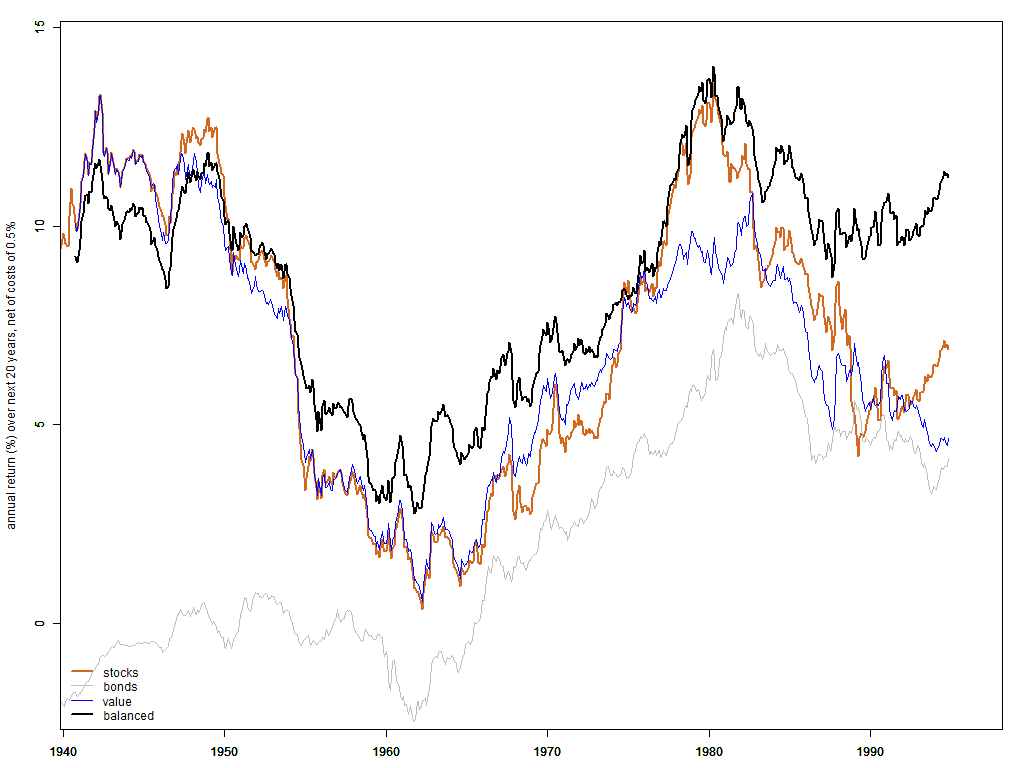 annual return (%) over next 20 years, net of costs of 0.5%
15
10
5
0
stocks
bonds
value
balanced
1940 1950 1960 1970 1980 1990